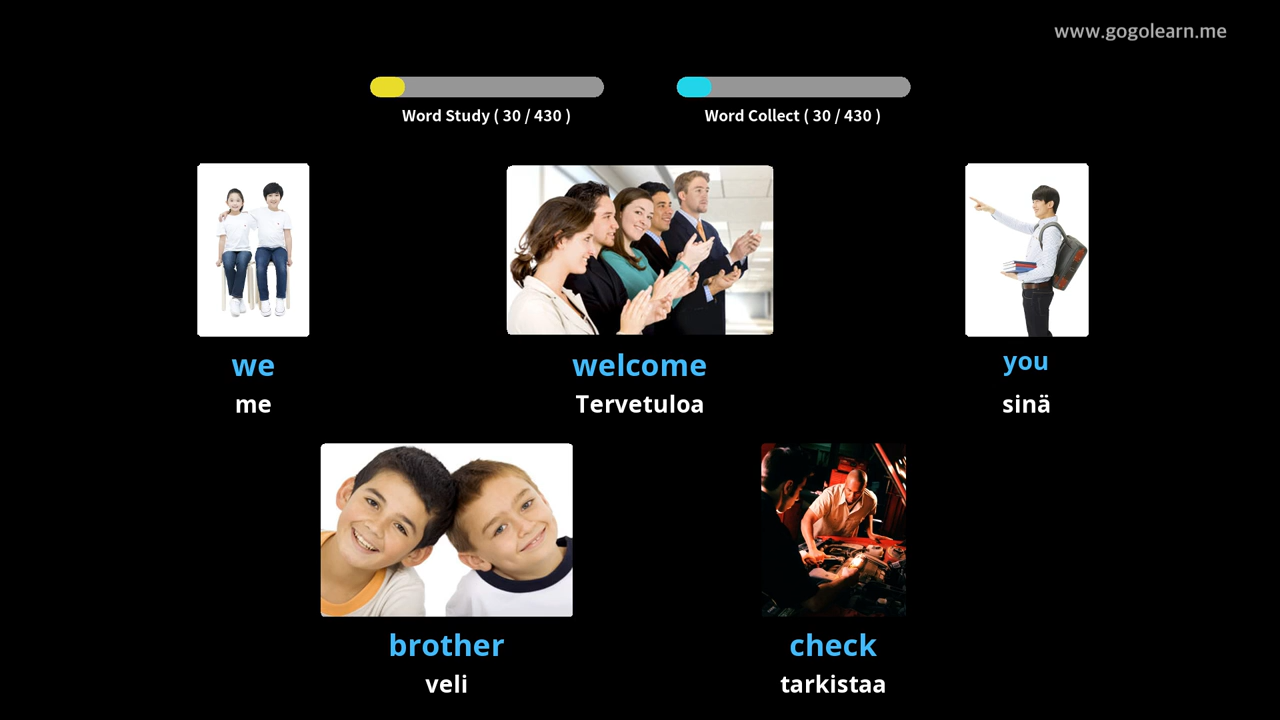 www.gogolearn.me
Word Study ( 30 / 430 )
Word Collect ( 30 / 430 )
we
me
welcome
Tervetuloa
you
sinä
brother
veli
check
tarkistaa